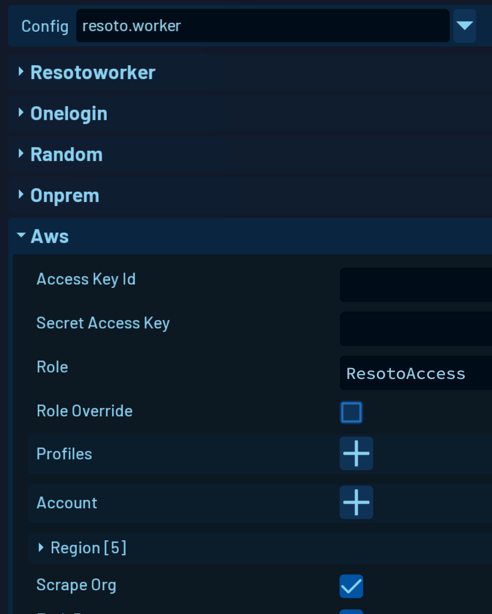 Config resoto.worker
Resotoworker
Onelogin
Random
Onprem
Aws
Access Key Id
Secret Access Key
Role ResotoAccess
Role Override
Profiles
Account
Region [5]
Scrape Org